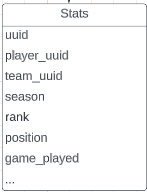 Stats
uuid
player_uuid
team_uuid
season
rank
position
game_played
...